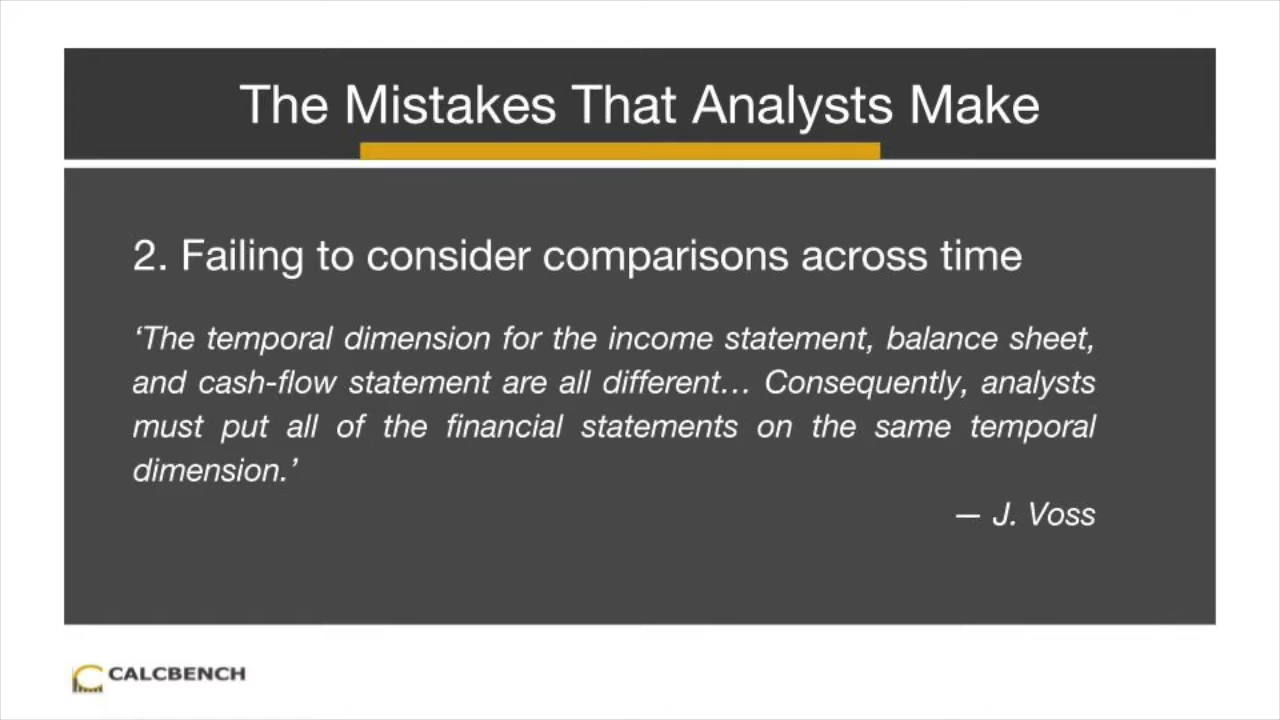 The Mistakes That Analysts Make
2. Failing to consider comparisons across time
‘The temporal dimension for the income statement, balance sheet,
and cash-flow statement are all different… Consequently, analysts
must put all of the financial statements on the same temporal
dimension.’
— J. Voss
CALCBENCH